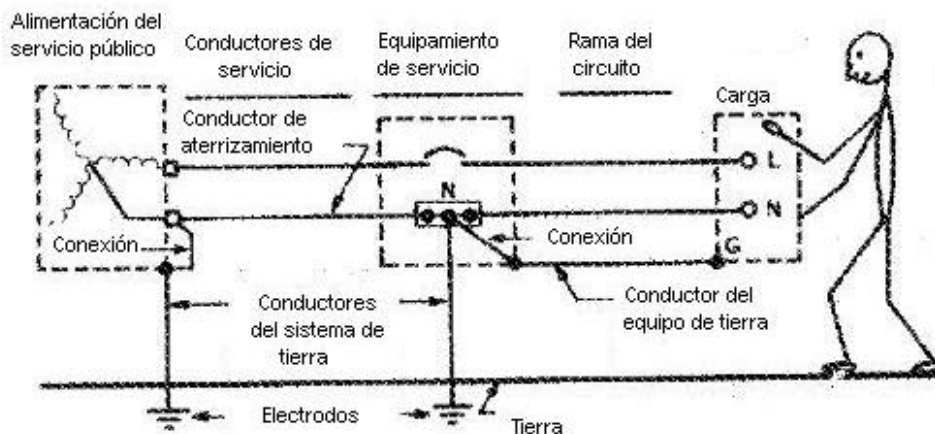 Alimentación del
servicio público
Conductores de
servicio
Equipamiento
de servicio
Rama del
circuito
Carga
Conductor de
aterrizamiento
L
N
N
Conexión
Conexión
G
Conductores
del sistema de
tierra
Conductor del
equipo de tierra
Electrodos
Tierra